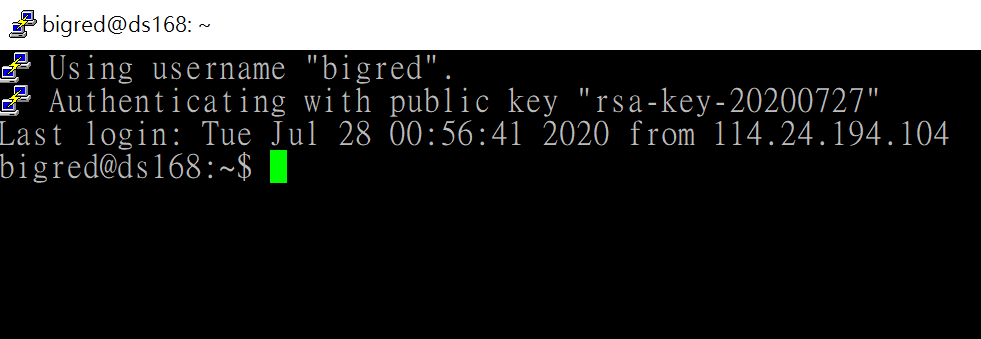 bigred@ds168: ~
Using username "bigred".
Authenticating with public key "rsa-key-20200727"
Last login: Tue Jul 28 00:56:41 2020 from 114.24.194.104
bigred@ds168:~$